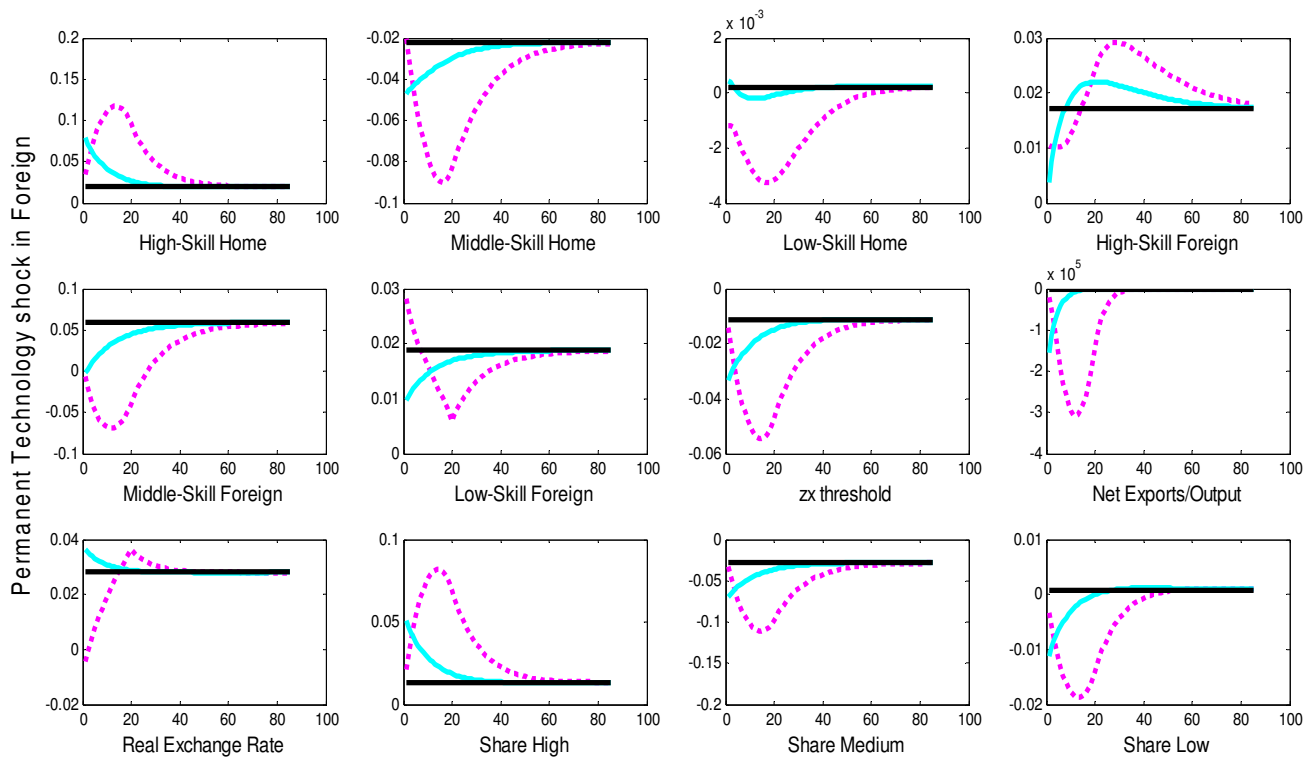 Permanent Technology shock in Foreign
0.2
0.15
0.1
0.05
0
0 20 40 60 80 100
High-Skill Home
-0.02
-0.04
-0.06
-0.08
-0.1
0 20 40 60 80 100
Middle-Skill Home
x 10^-3
2
0
-2
-4
0 20 40 60 80 100
Low-Skill Home
0.03
0.02
0.01
0
0 20 40 60 80 100
High-Skill Foreign
0.1
0.05
0
-0.05
-0.1
0 20 40 60 80 100
Middle-Skill Foreign
0.03
0.02
0.01
0
0 20 40 60 80 100
Low-Skill Foreign
0
-0.02
-0.04
-0.06
0 20 40 60 80 100
zx threshold
x 10^5
0
-1
-2
-3
-4
0 20 40 60 80 100
Net Exports/Output
0.04
0.02
0
-0.02
0 20 40 60 80 100
Real Exchange Rate
0.1
0.05
0
0 20 40 60 80 100
Share High
0
-0.05
-0.1
-0.15
-0.2
0 20 40 60 80 100
Share Medium
0.01
0
-0.01
-0.02
0 20 40 60 80 100
Share Low